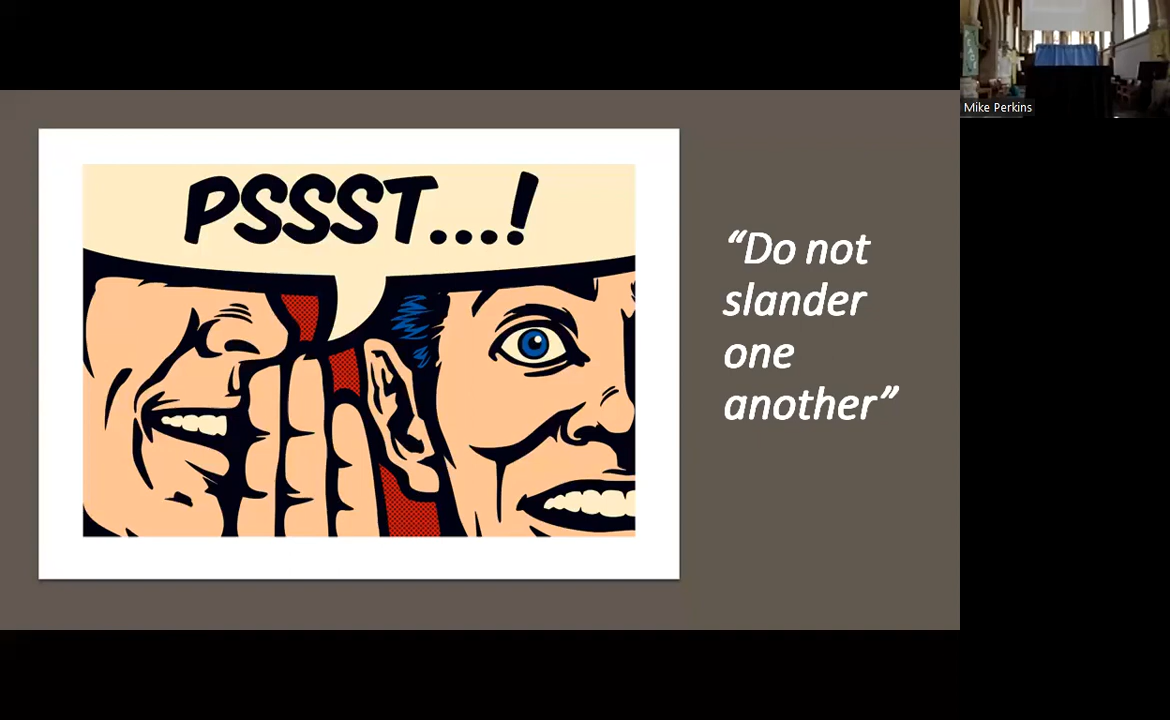 PSSST...!
“Do not
slander
one
another”
Mike Perkins